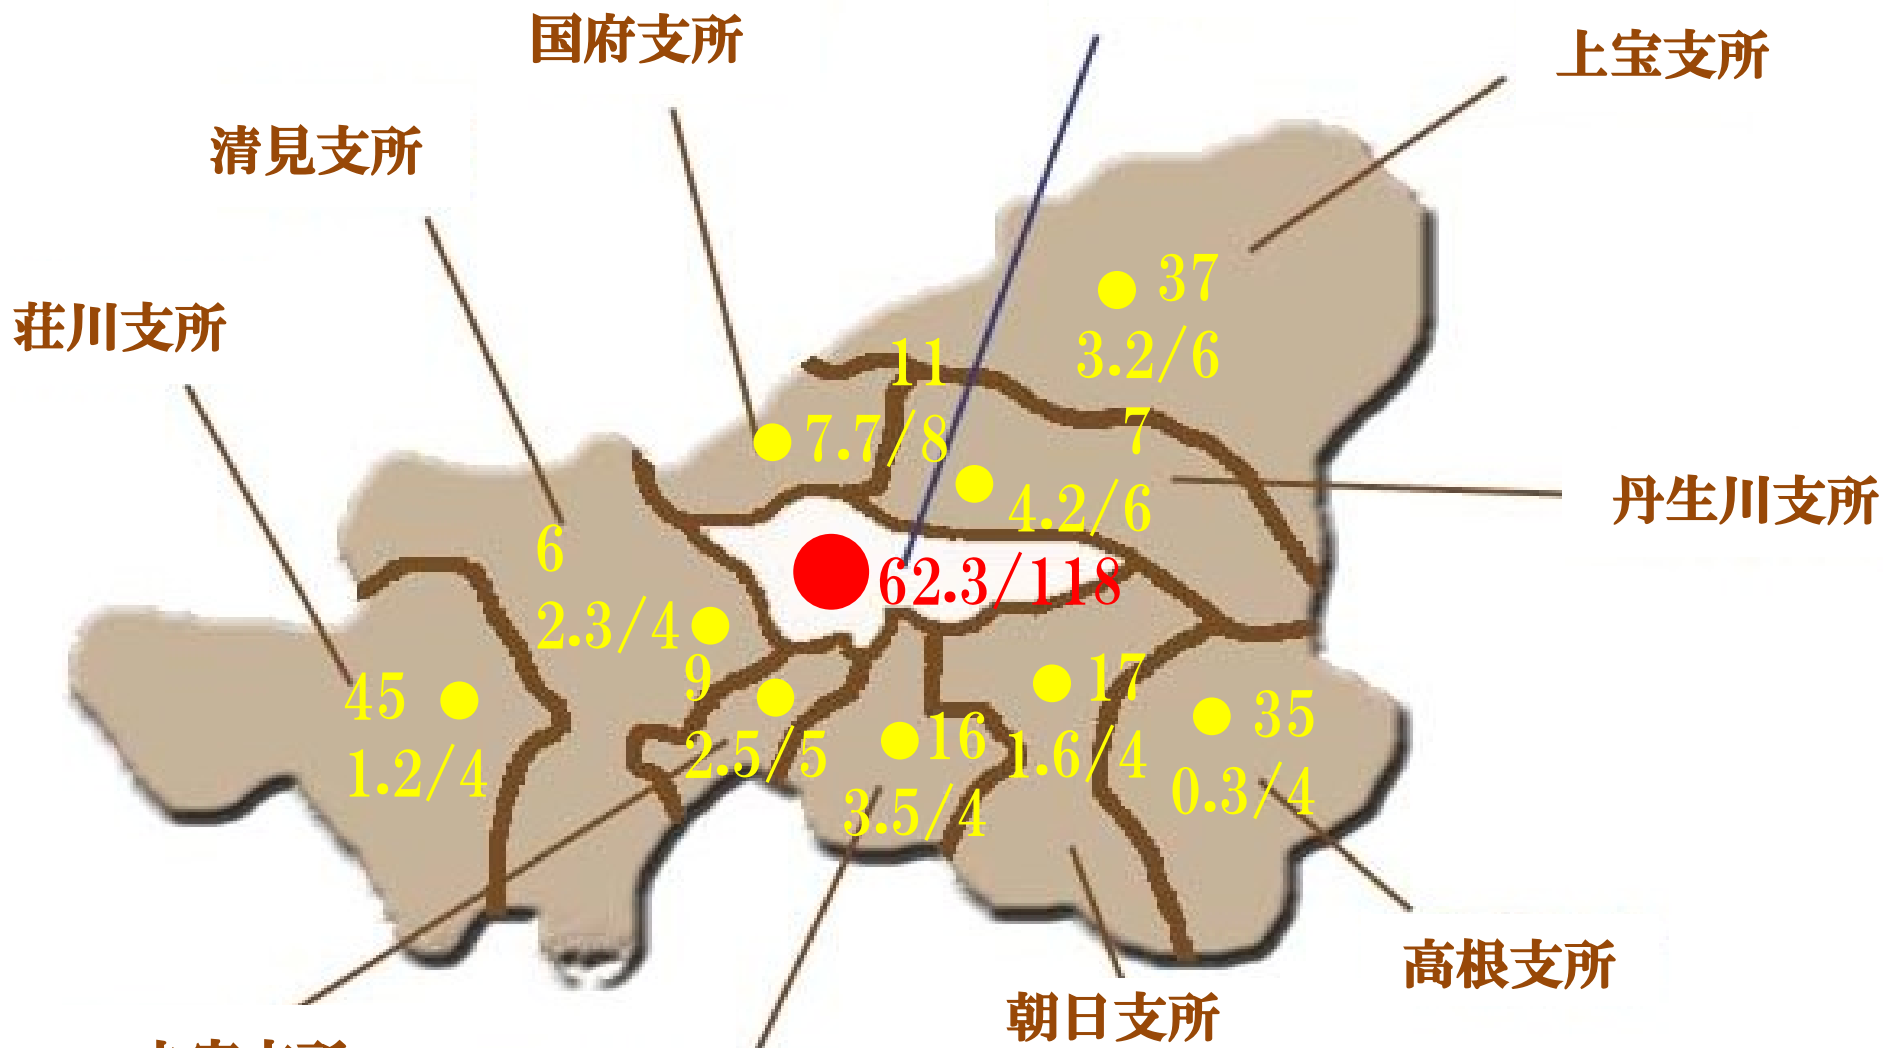 国府支所
上宝支所
清見支所
荘川支所
37
3.2/6
11
7.7/8
7
4.2/6
丹生川支所
6
2.3/4
62.3/118
9
2.5/5
45
1.2/4
16
3.5/4
17
1.6/4
35
0.3/4
高根支所
朝日支所